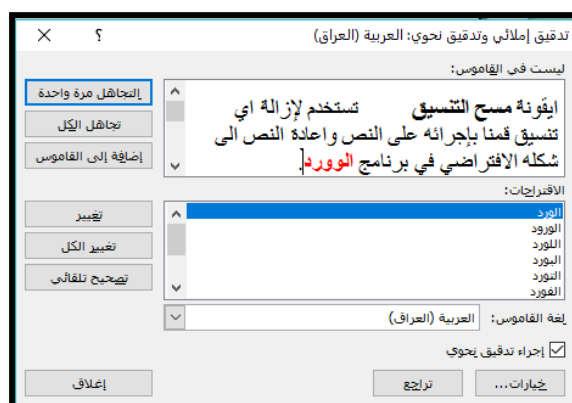 تدقيق إملائي وتدقيق نحوي: العربية (العراق)
ليست في القاموس:
ايقونة مسح التنسيق تستخدم لإزالة اي
تنسيق قمنا بإجرائه على النص واعادة النص الى
شكله الافتراضي في برنامج الوورد.
التجاهل مرة واحدة
تجاهل الكل
إضافة إلى القاموس
الاقتراحات:
الورد
الورود
اللورد
البورد
التورد
الفورد
تغيير
تغيير الكل
تصحيح تلقائي
لغة القاموس: العربية (العراق)
إجراء تدقيق نحوي
خيارات...
تراجع
إغلاق